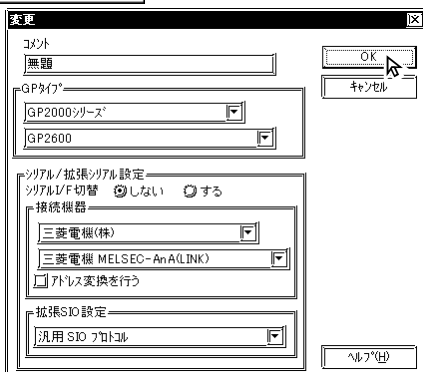 変更
コメント
無題
OK
キャンセル
GPタイプ
GP2000シリーズ
GP2600
シリアル/拡張シリアル設定
シリアルI/F切替 しない する
接続機器
三菱電機(株)
三菱電機 MELSEC-AnA(LINK)
アドレス変換を行う
拡張SIO設定
汎用 SIO プロトコル
ヘルプ(H)